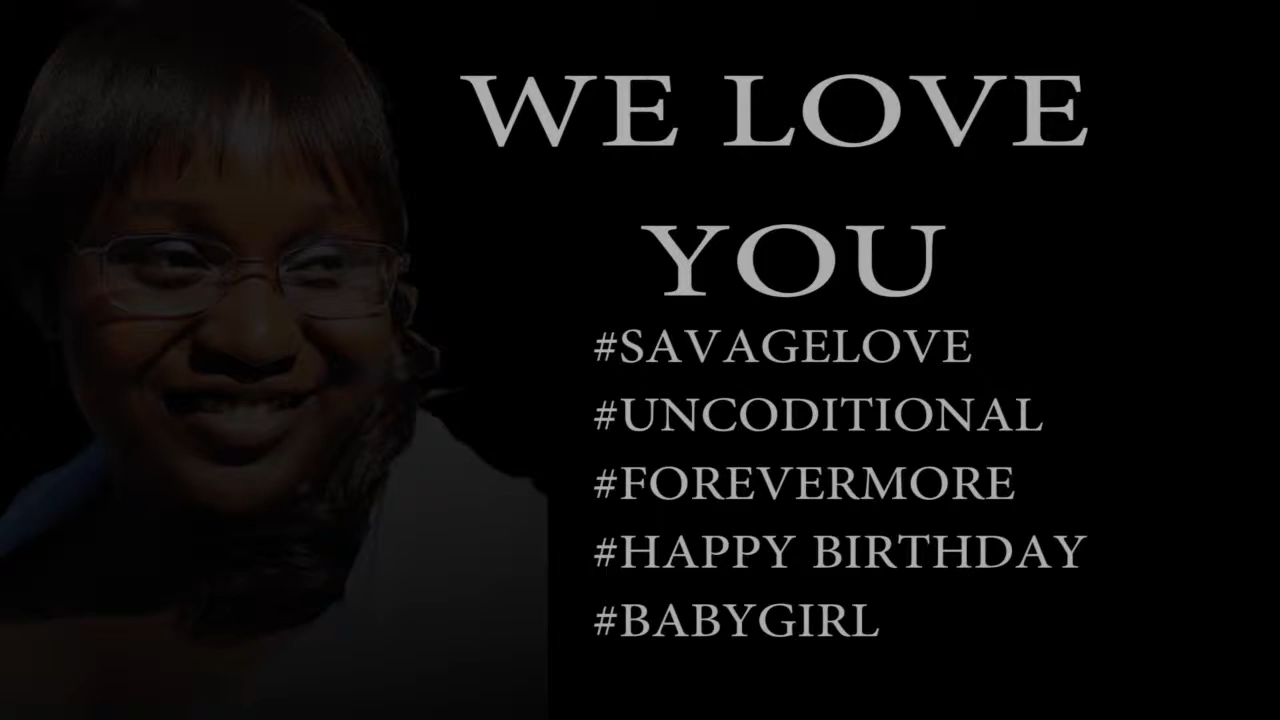 WE LOVE
YOU
#SAVAGELOVE
#UNCODITIONAL
#FOREVERMORE
#HAPPY BIRTHDAY
#BABYGIRL